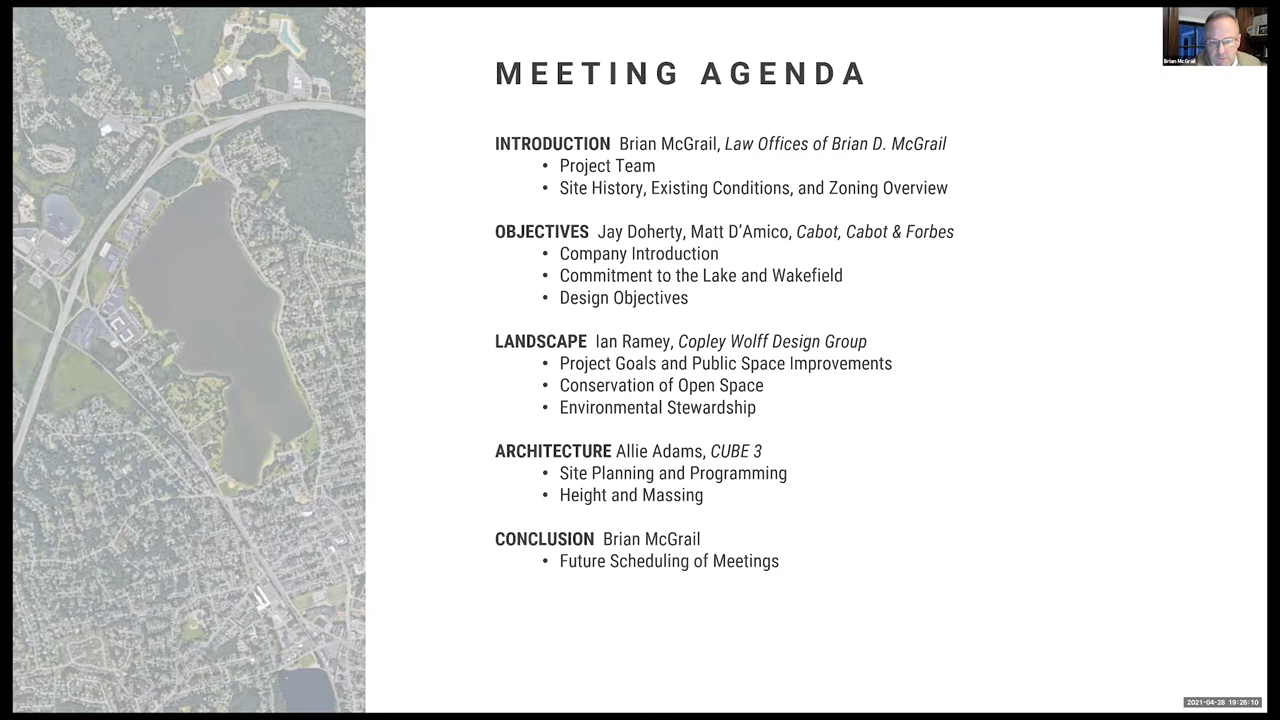 MEETING AGENDA
Brian McGrail
INTRODUCTION Brian McGrail, Law Offices of Brian D. McGrail
• Project Team
• Site History, Existing Conditions, and Zoning Overview
OBJECTIVES Jay Doherty, Matt D'Amico, Cabot, Cabot & Forbes
• Company Introduction
• Commitment to the Lake and Wakefield
• Design Objectives
LANDSCAPE Ian Ramey, Copley Wolff Design Group
• Project Goals and Public Space Improvements
• Conservation of Open Space
• Environmental Stewardship
ARCHITECTURE Allie Adams, CUBE 3
• Site Planning and Programming
• Height and Massing
CONCLUSION Brian McGrail
• Future Scheduling of Meetings
2021-04-28 19:26:10